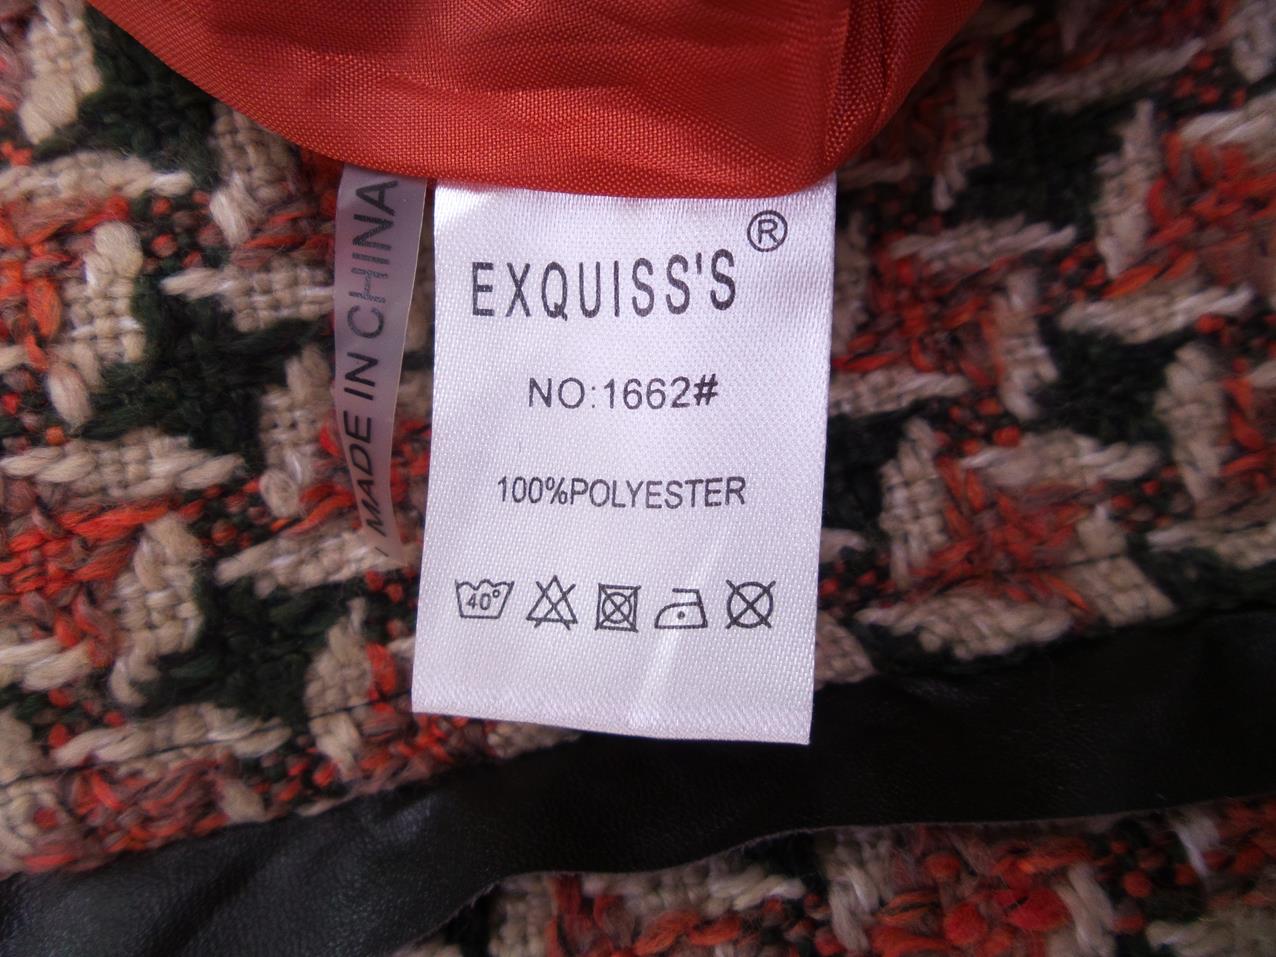 MADE IN CHINA
EXQUISS'S ®
NO:1662#
100%POLYESTER
40°